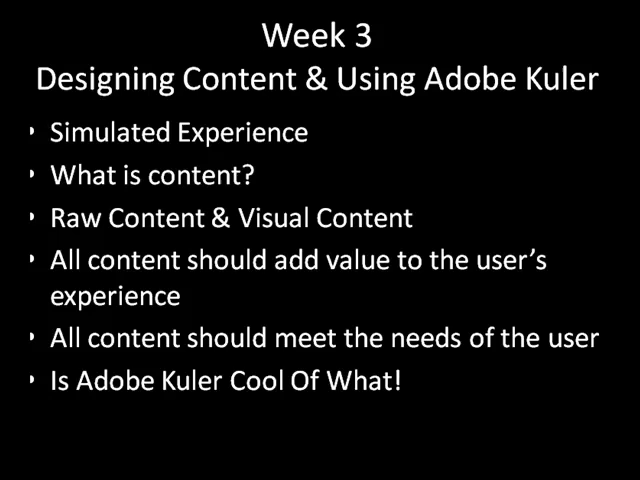 Week 3
Designing Content & Using Adobe Kuler
Simulated Experience
What is content?
Raw Content & Visual Content
All content should add value to the user’s
experience
All content should meet the needs of the user
Is Adobe Kuler Cool Of What!